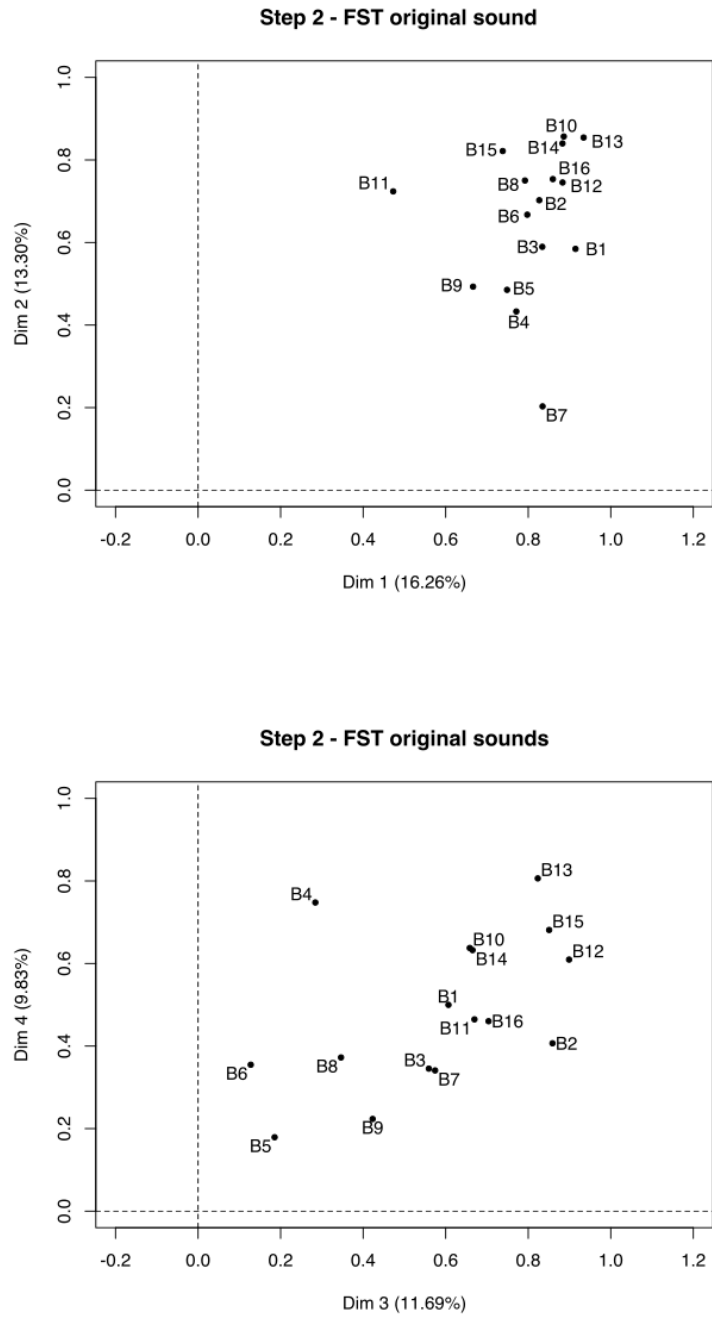 Step 2 - FST original sound
1.0
0.8
0.6
0.4
0.2
0.0
Dim 2 (13.30%)
B10
B13
B14
B15
B16
B8
B12
B11
B2
B6
B3
B1
B9
B5
B4
B7
-0.2 0.0 0.2 0.4 0.6 0.8 1.0 1.2
Dim 1 (16.26%)
Step 2 - FST original sounds
1.0
0.8
0.6
0.4
0.2
0.0
Dim 4 (9.83%)
B13
B4
B15
B10
B12
B14
B1
B11
B16
B2
B3
B8
B7
B6
B9
B5
-0.2 0.0 0.2 0.4 0.6 0.8 1.0 1.2
Dim 3 (11.69%)